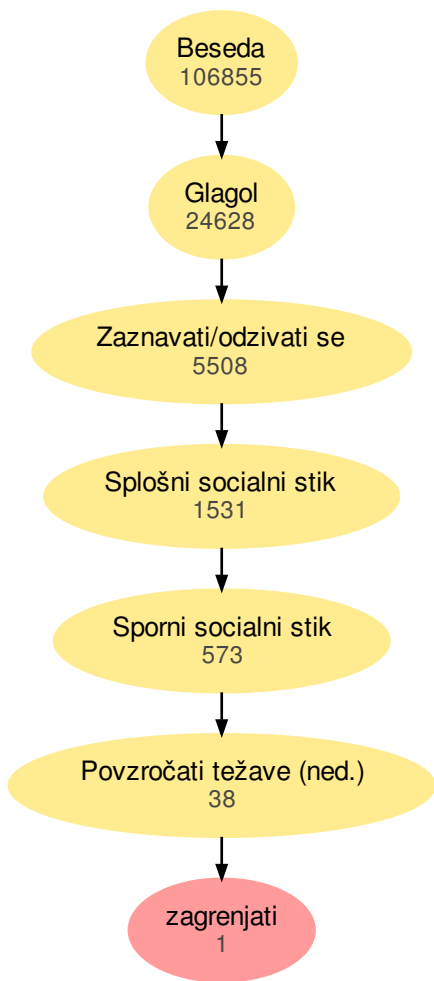 Beseda
106855
Glagol
24628
Zaznavati/odzivati se
5508
Splošni socialni stik
1531
Sporni socialni stik
573
Povzročati težave (ned.)
38
zagrenjati
1